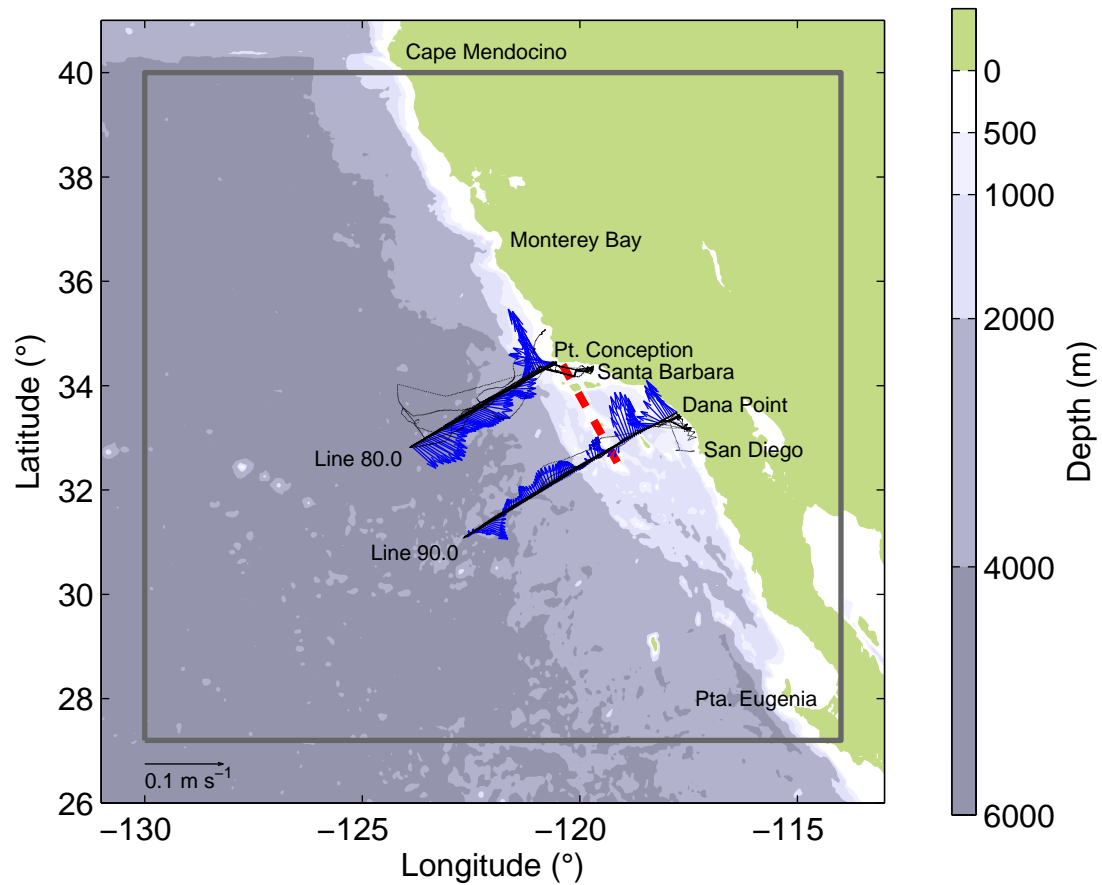 Cape Mendocino
Monterey Bay
Pt. Conception
Santa Barbara
Dana Point
San Diego
Line 80.0
Line 90.0
Pta. Eugenia
0.1 m s⁻¹
40
38
36
34
32
30
28
26
Latitude (°)
−130
−125
−120
−115
Longitude (°)
0
500
1000
2000
4000
6000
Depth (m)